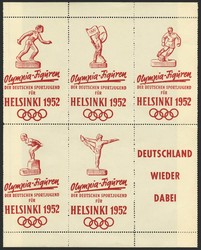 Olympia-Figuren
DER DEUTSCHEN SPORTJUGEND
FÜR
HELSINKI 1952
Olympia-Figuren
DER DEUTSCHEN SPORTJUGEND
FÜR
HELSINKI 1952
Olympia-Figuren
DER DEUTSCHEN SPORTJUGEND
FÜR
HELSINKI 1952
Olympia-Figuren
DER DEUTSCHEN SPORTJUGEND
FÜR
HELSINKI 1952
Olympia-Figuren
DER DEUTSCHEN SPORTJUGEND
FÜR
HELSINKI 1952
DEUTSCHLAND
WIEDER
DABEI